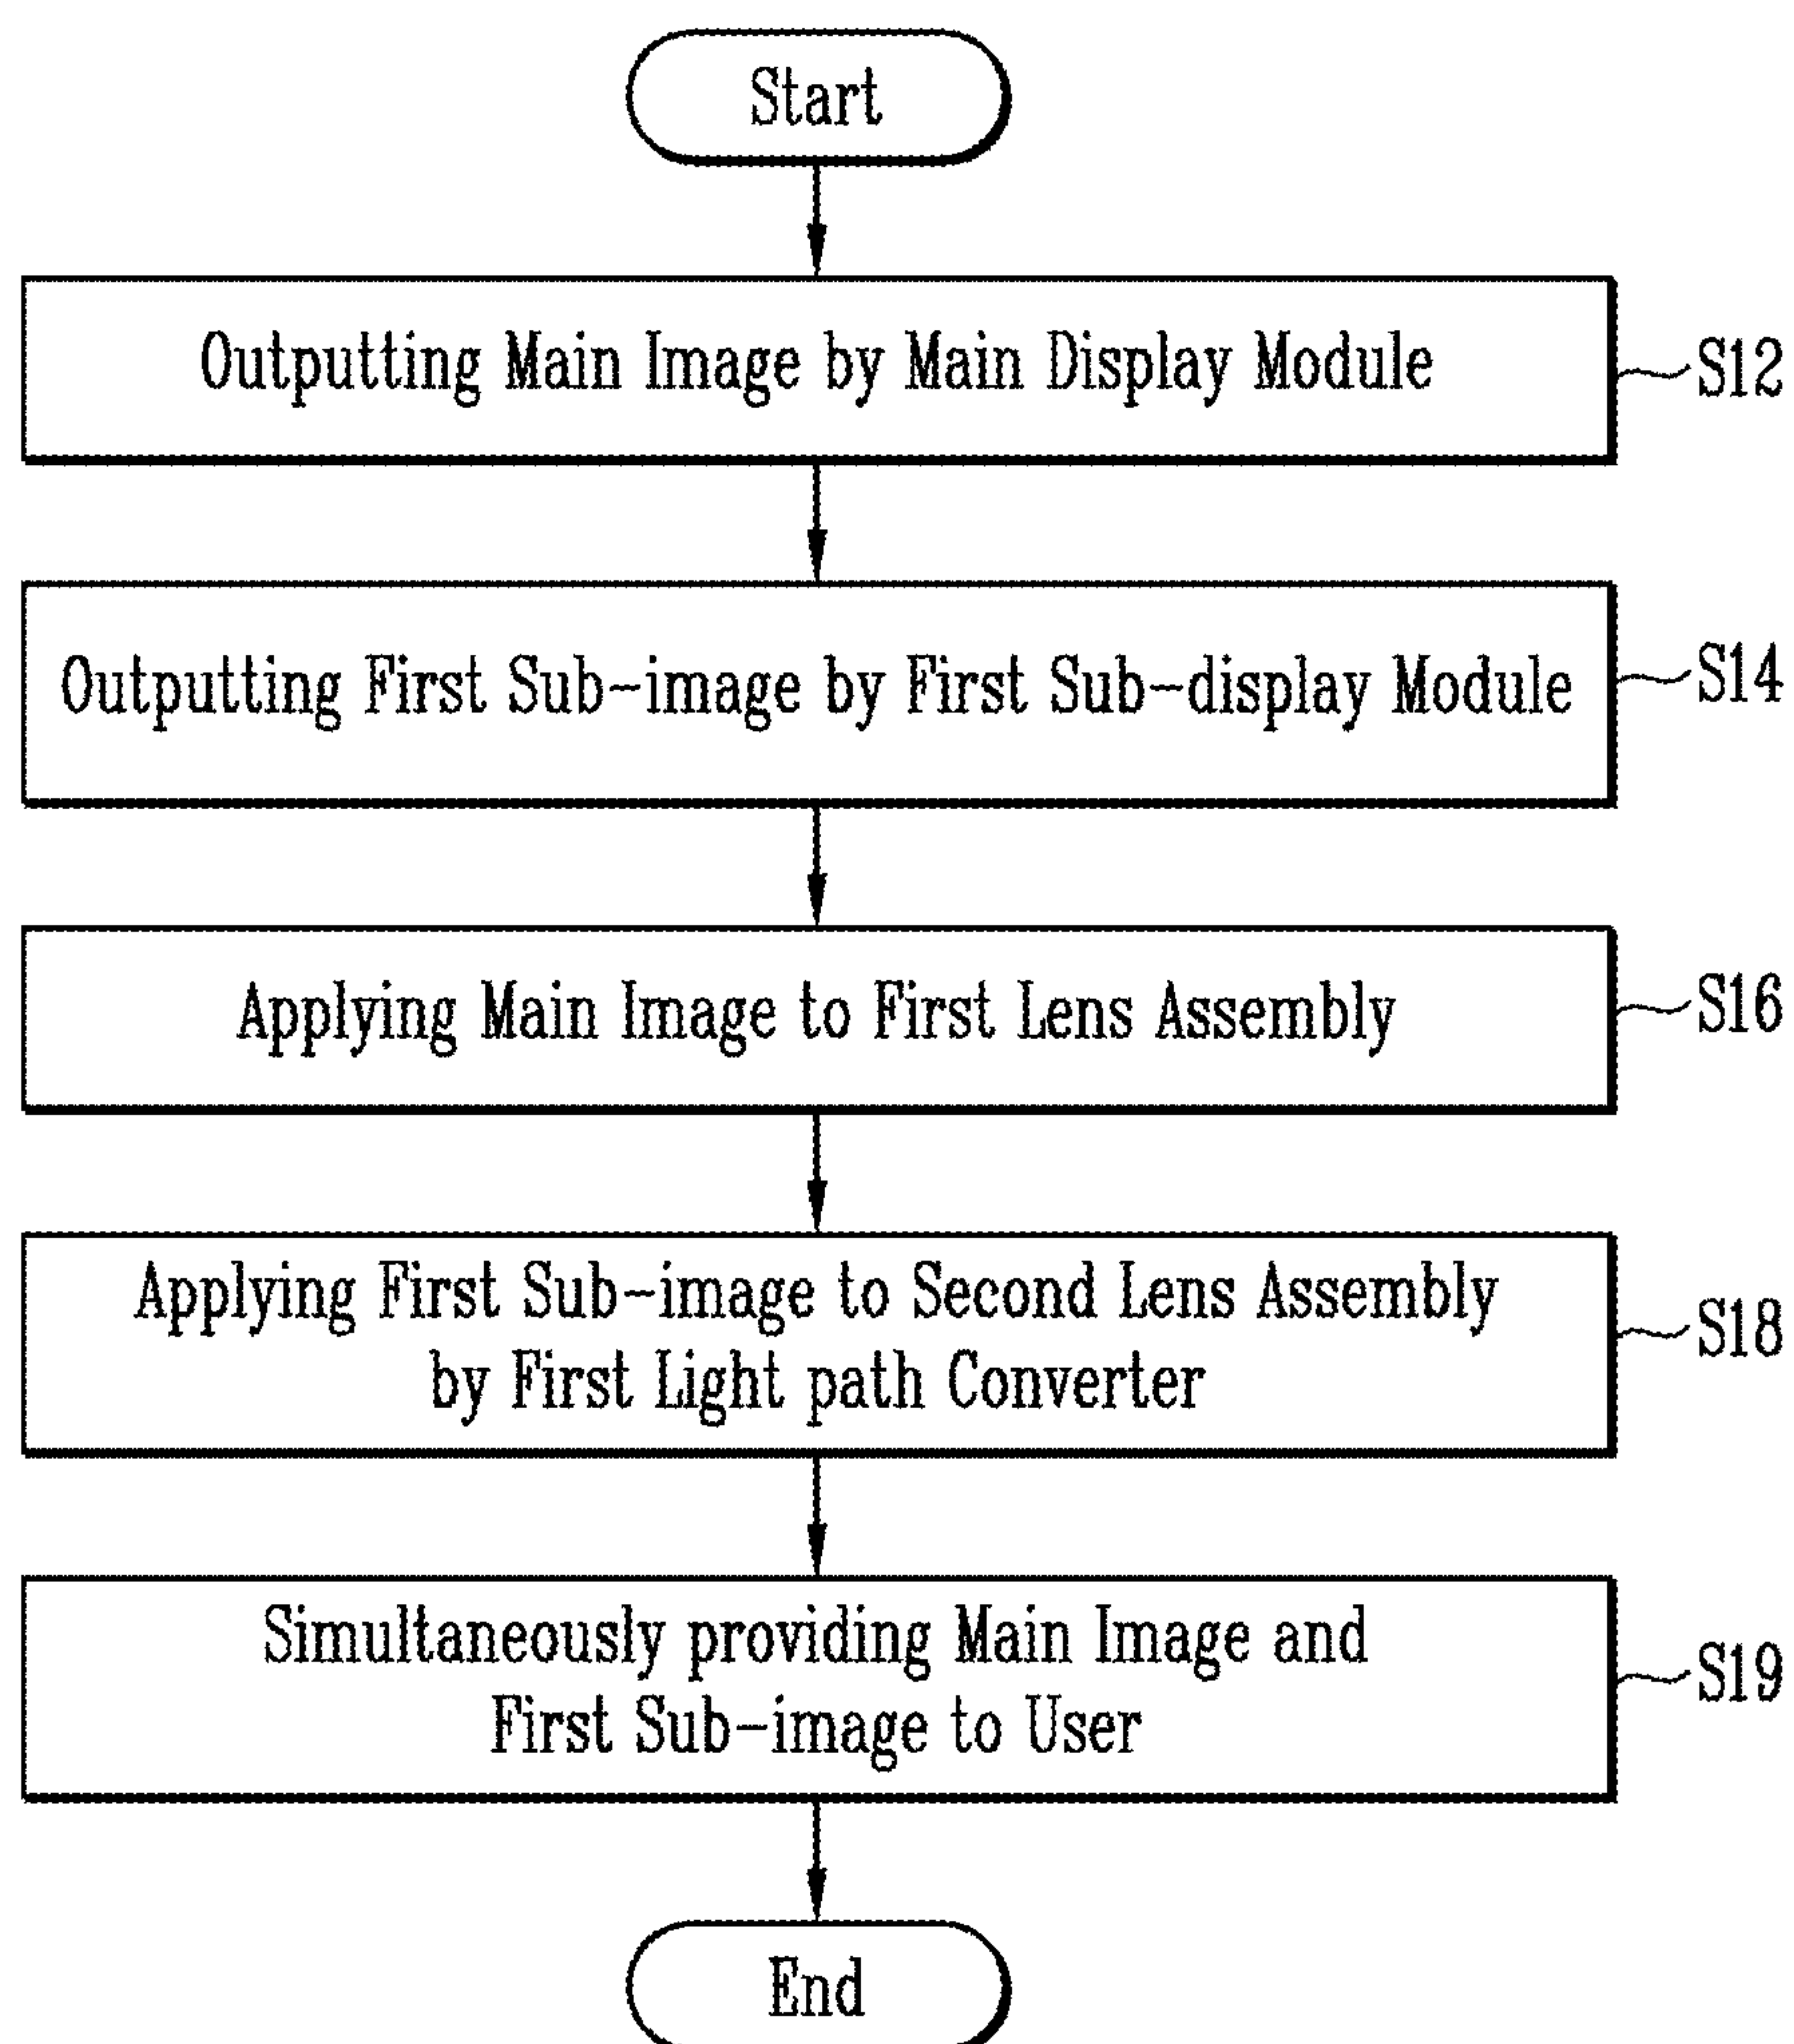 Start
Outputting Main Image by Main Display Module
S12
Outputting First Sub-image by First Sub-display Module
S14
Applying Main Image to First Lens Assembly
S16
Applying First Sub-image to Second Lens Assembly
by First Light path Converter
S18
Simultaneously providing Main Image and
First Sub-image to User
S19
End